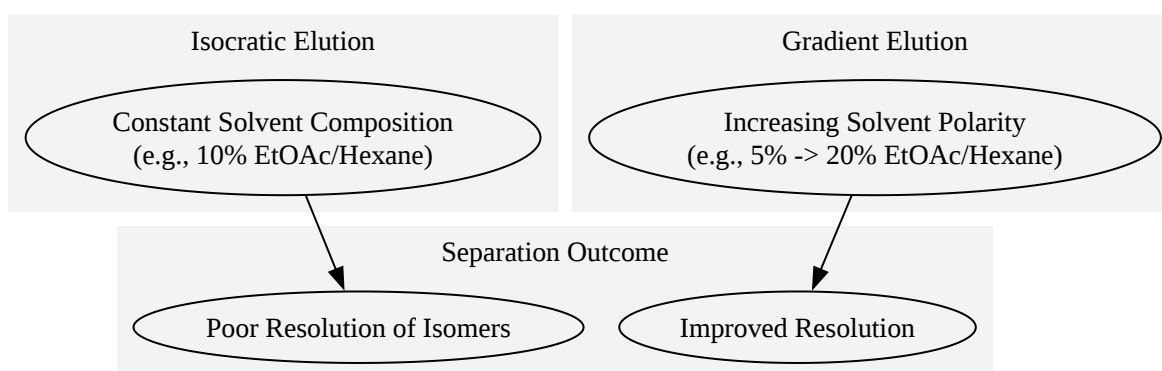 Isocratic Elution
Constant Solvent Composition
(e.g., 10% EtOAc/Hexane)
Gradient Elution
Increasing Solvent Polarity
(e.g., 5% -> 20% EtOAc/Hexane)
Separation Outcome
Poor Resolution of Isomers
Improved Resolution